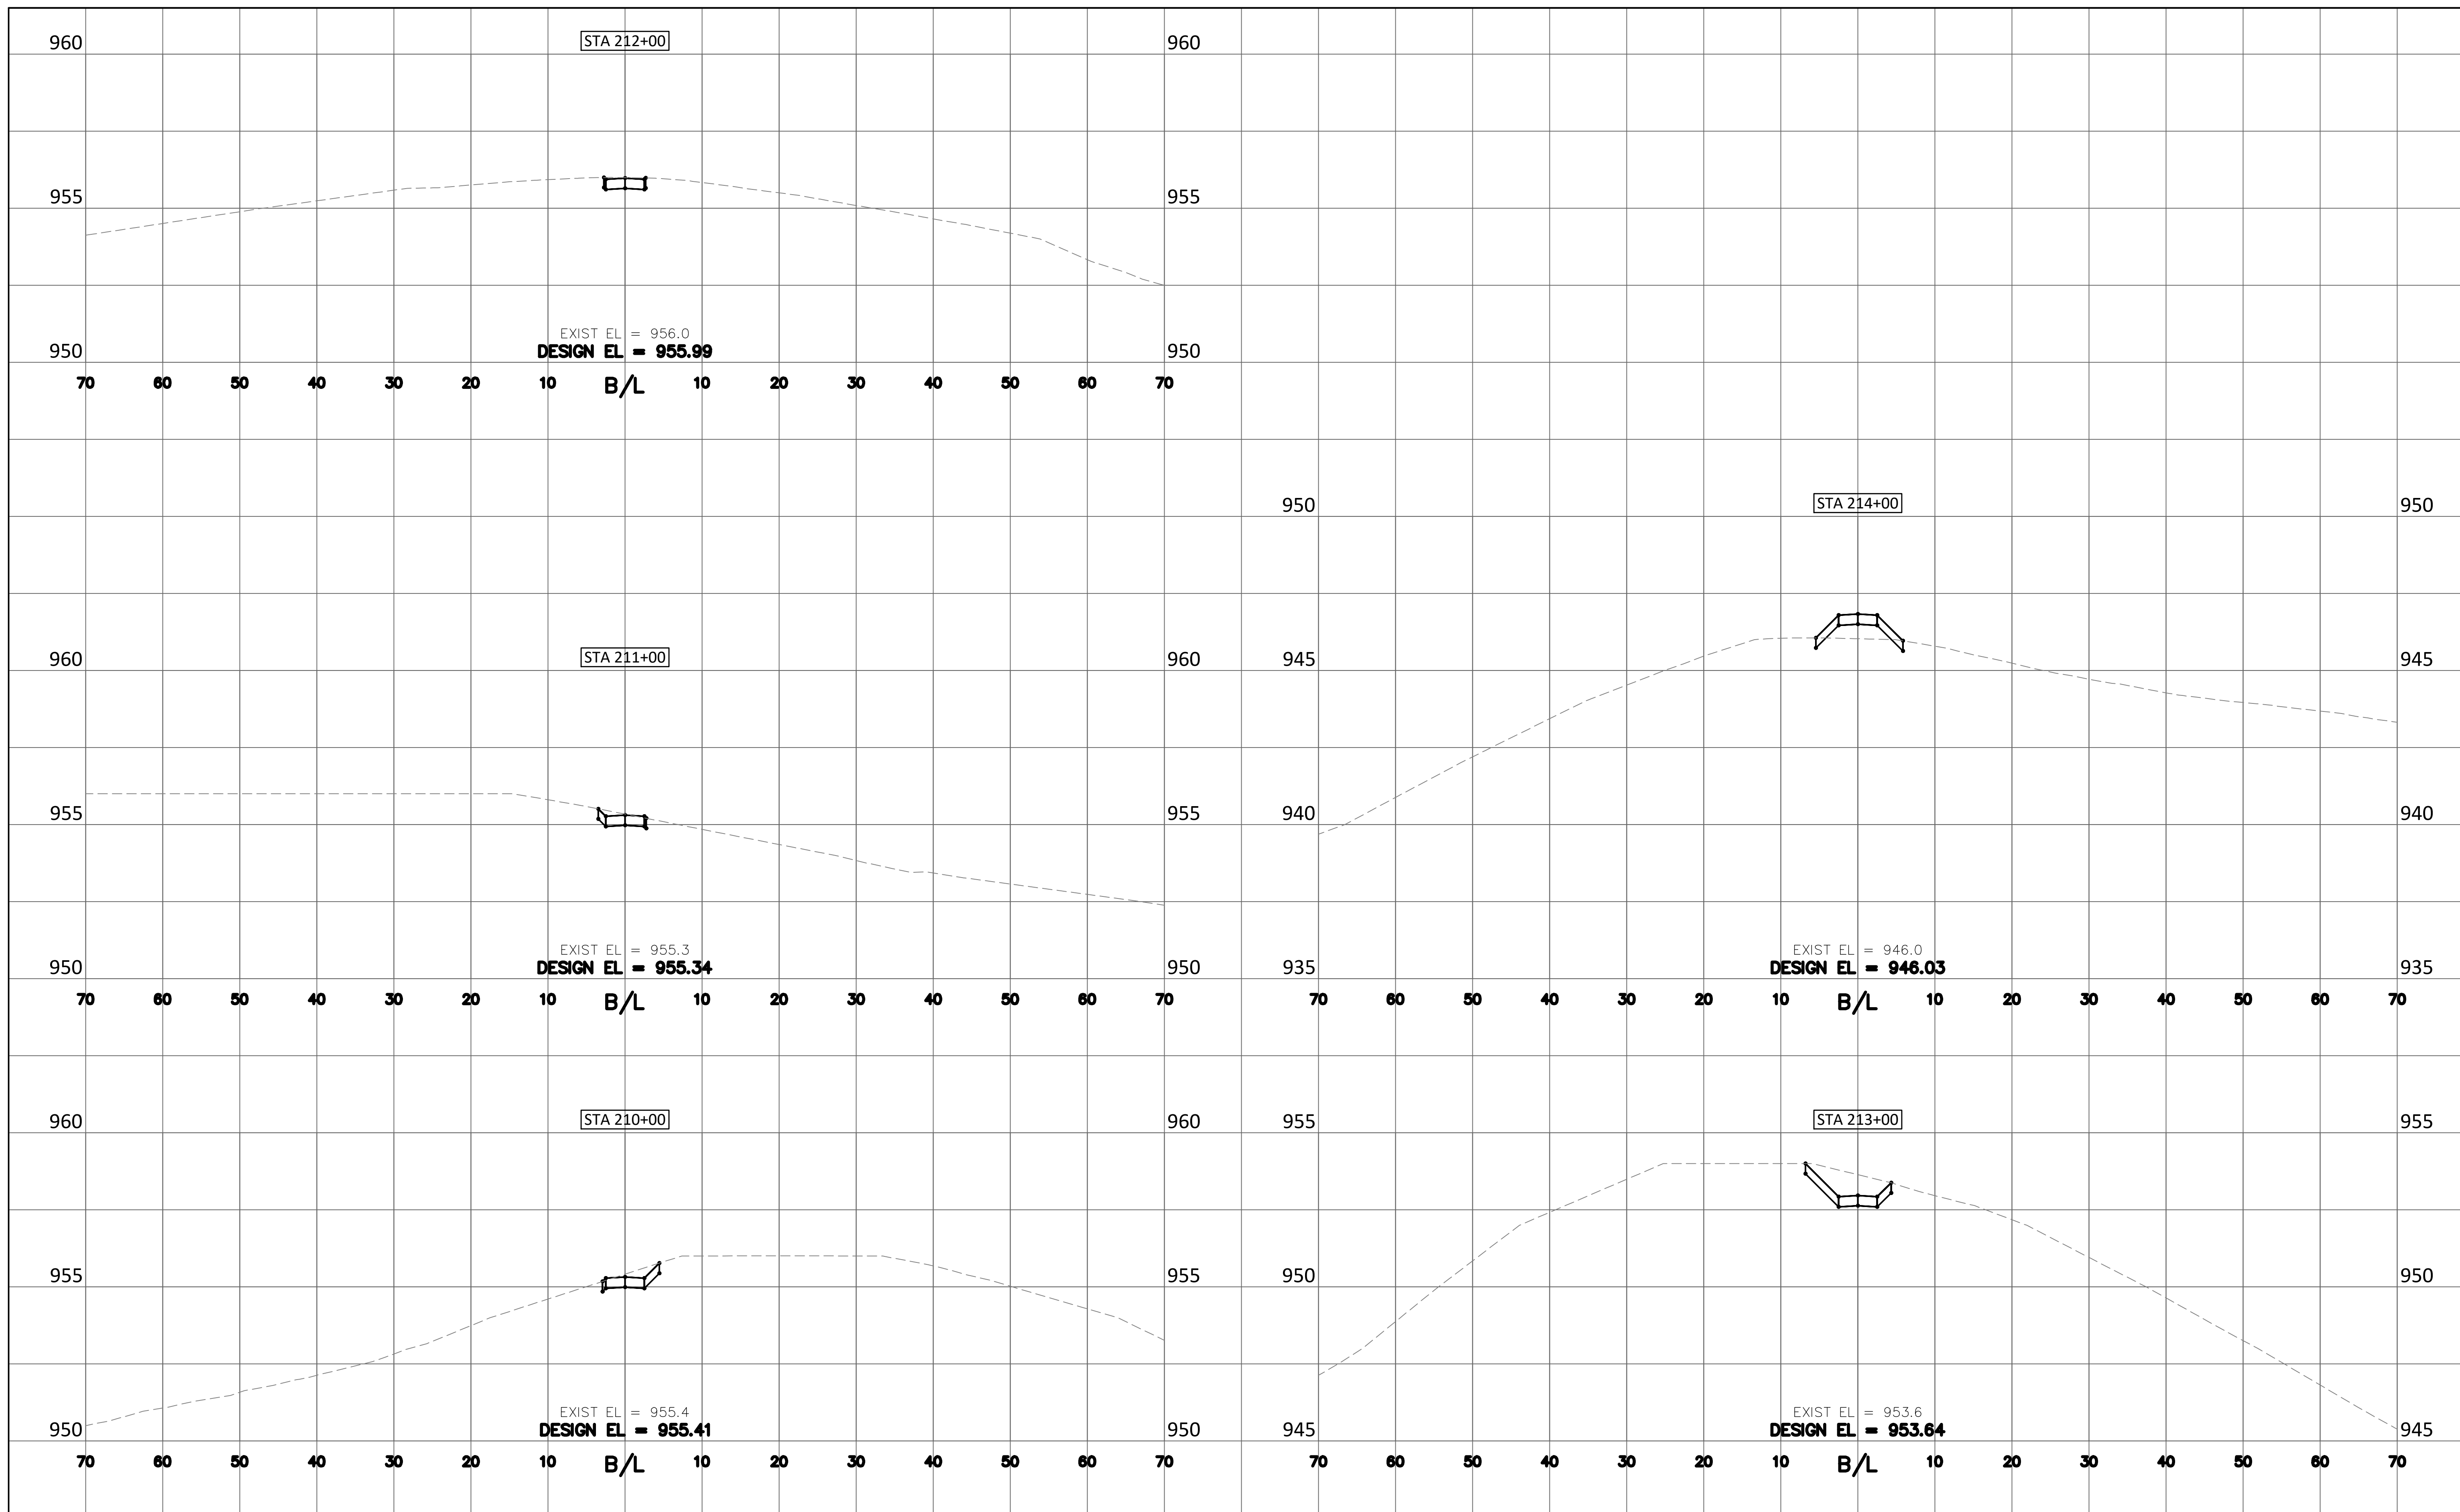 960 STA 212+00 960
955 955
EXIST EL = 956.0
DESIGN EL = 955.99
950 950
70 60 50 40 30 20 10 B/L 10 20 30 40 50 60 70
950 STA 214+00 950
960 STA 211+00 960 945 945
955 955 940 940
EXIST EL = 955.3 EXIST EL = 946.0
DESIGN EL = 955.34 DESIGN EL = 946.03
950 950 935 935
70 60 50 40 30 20 10 B/L 10 20 30 40 50 60 70 70 60 50 40 30 20 10 B/L 10 20 30 40 50 60 70
960 STA 210+00 960 955 STA 213+00 955
955 955 950 950
EXIST EL = 955.4 EXIST EL = 953.6
DESIGN EL = 955.41 DESIGN EL = 953.64
950 950 945 945
70 60 50 40 30 20 10 B/L 10 20 30 40 50 60 70 70 60 50 40 30 20 10 B/L 10 20 30 40 50 60 70